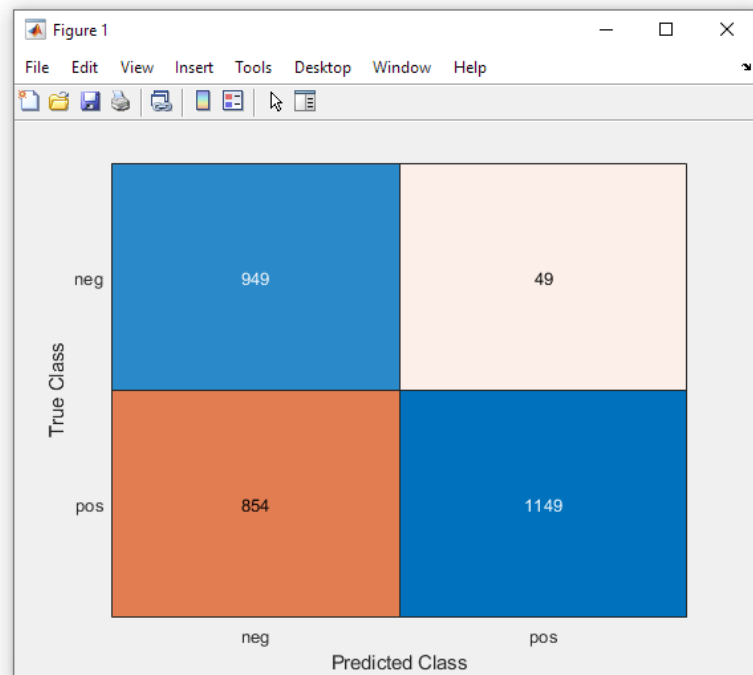 Figure 1
File Edit View Insert Tools Desktop Window Help
neg 949 49
True Class
pos 854 1149
neg pos
Predicted Class